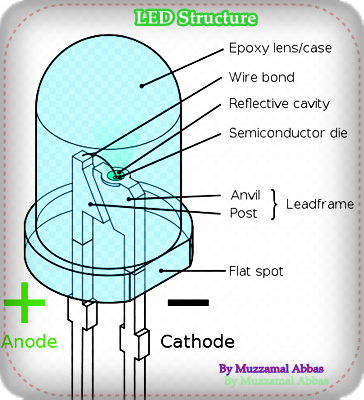 LED Structure
Epoxy lens/case
Wire bond
Reflective cavity
Semiconductor die
Anvil
Post
Leadframe
Flat spot
+ −
Anode
Cathode
By Muzzamal Abbas
By Muzzamal Abbas